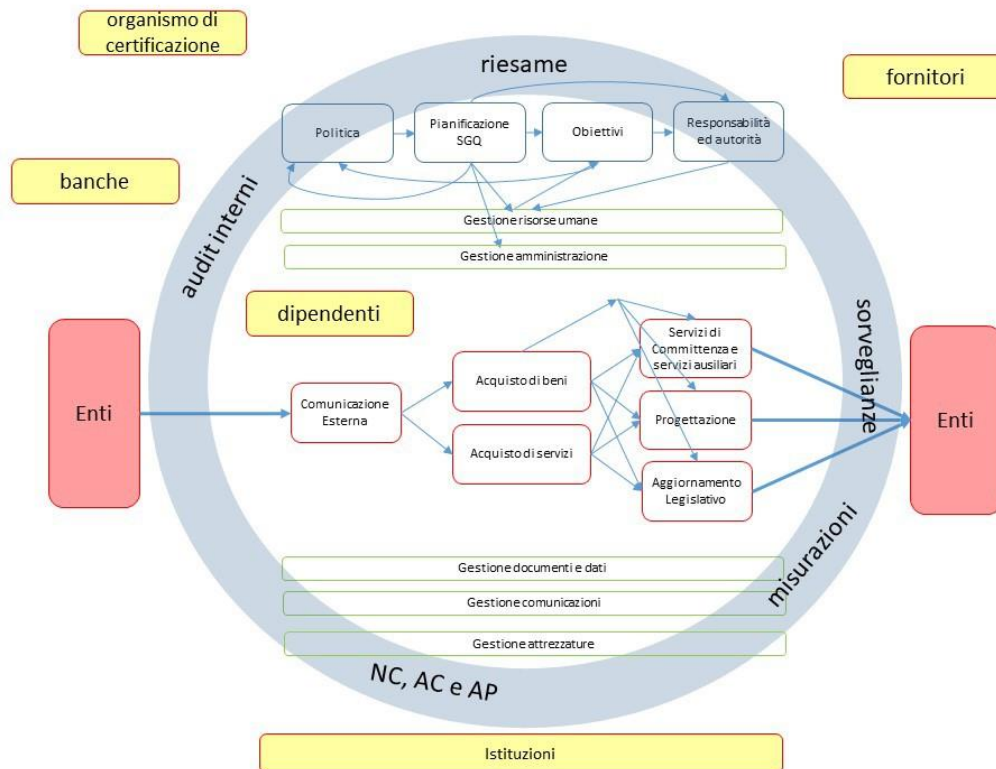 organismo di
certificazione
riesame
fornitori
Politica
Pianificazione
SGQ
Obiettivi
Responsabilità
ed autorità
banche
audit interni
Gestione risorse umane
Gestione amministrazione
dipendenti
Enti
Comunicazione
Esterna
Acquisto di beni
Acquisto di servizi
Servizi di
Committenza e
servizi ausiliari
Progettazione
Aggiornamento
Legislativo
sorveglianze
Enti
misurazioni
Gestione documenti e dati
Gestione comunicazioni
Gestione attrezzature
NC, AC e AP
Istituzioni